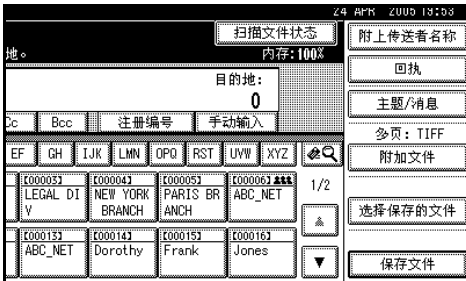 24 APR 2005 19:53
扫描文件状态
附上传送者名称
地。
内存:100%
回执
目的地:
0
主题/消息
Cc
Bcc
注册编号
手动输入
多页: TIFF
EF
GH
IJK
LMN
OPQ
RST
UVW
XYZ
附加文件
[00003]
LEGAL DI
V
[00004]
NEW YORK
BRANCH
[00005]
PARIS BR
ANCH
[00006]
ABC_NET
1/2
选择保存的文件
[00013]
ABC_NET
[00014]
Dorothy
[00015]
Frank
[00016]
Jones
保存文件